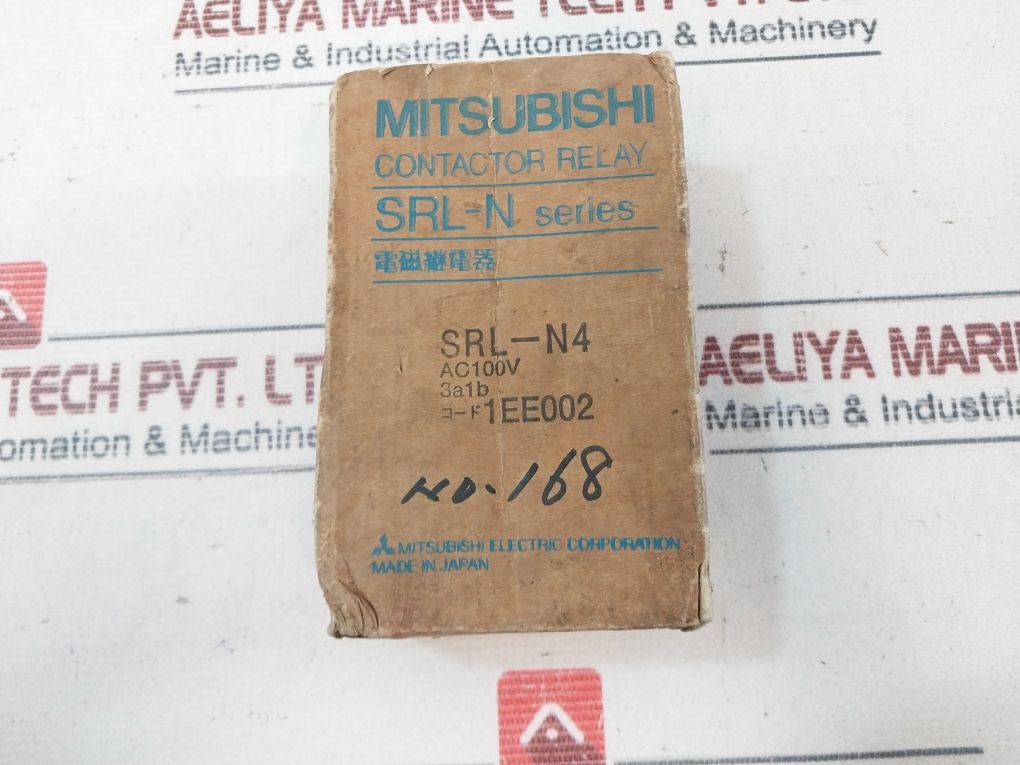 AELIYA MARINE TECH PVT.
Marine & Industrial Automation & Machinery
MITSUBISHI
CONTACTOR RELAY
SRL-N series
電磁継電器
SRL-N4
AC100V
3a1b
コード1EE002
NO.168
MITSUBISHI ELECTRIC CORPORATION
MADE IN JAPAN
TECH PVT. LT
omation & Machine
AELIYA MARI
Marine & Industria